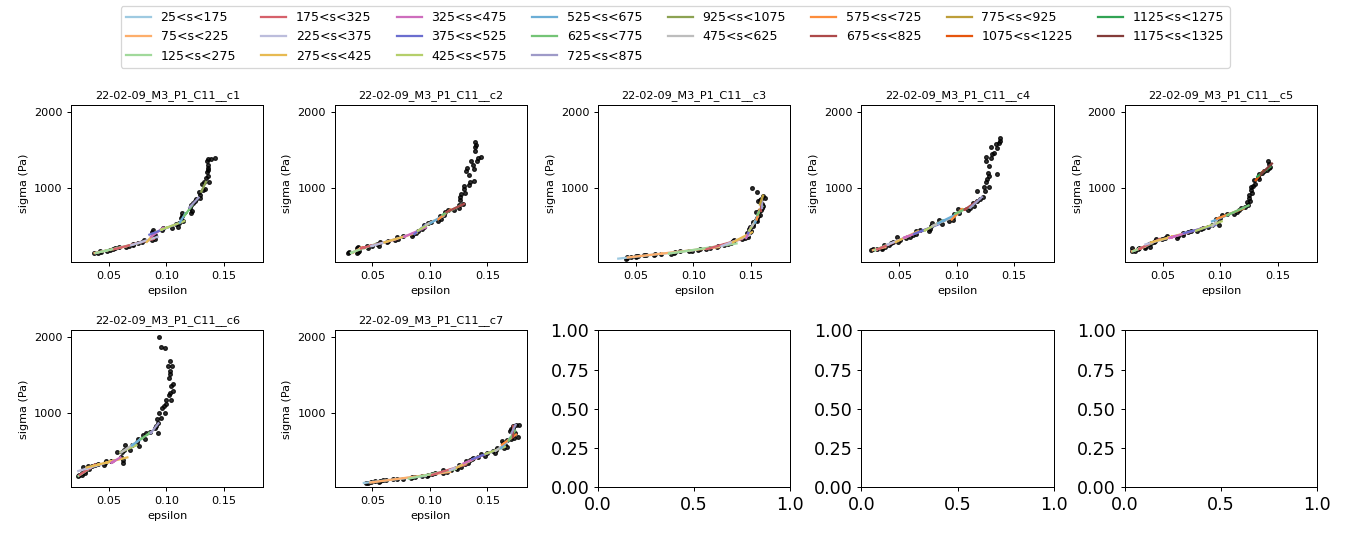 25<s<175 175<s<325 325<s<475 525<s<675 925<s<1075 575<s<725 775<s<925 1125<s<1275
75<s<225 225<s<375 375<s<525 625<s<775 475<s<625 675<s<825 1075<s<1225 1175<s<1325
125<s<275 275<s<425 425<s<575 725<s<875
22-02-09_M3_P1_C11__c1 22-02-09_M3_P1_C11__c2 22-02-09_M3_P1_C11__c3 22-02-09_M3_P1_C11__c4 22-02-09_M3_P1_C11__c5
2000 2000 2000 2000 2000
sigma (Pa) sigma (Pa) sigma (Pa) sigma (Pa) sigma (Pa)
1000 1000 1000 1000 1000
0.05 0.10 0.15 0.05 0.10 0.15 0.05 0.10 0.15 0.05 0.10 0.15 0.05 0.10 0.15
epsilon epsilon epsilon epsilon epsilon
22-02-09_M3_P1_C11__c6 22-02-09_M3_P1_C11__c7
2000 2000 1.00 1.00 1.00
0.75 0.75 0.75
sigma (Pa) sigma (Pa)
1000 1000 0.50 0.50 0.50
0.25 0.25 0.25
0.00 0.00 0.00
0.05 0.10 0.15 0.05 0.10 0.15 0.0 0.5 1.0 0.0 0.5 1.0 0.0 0.5 1.0
epsilon epsilon